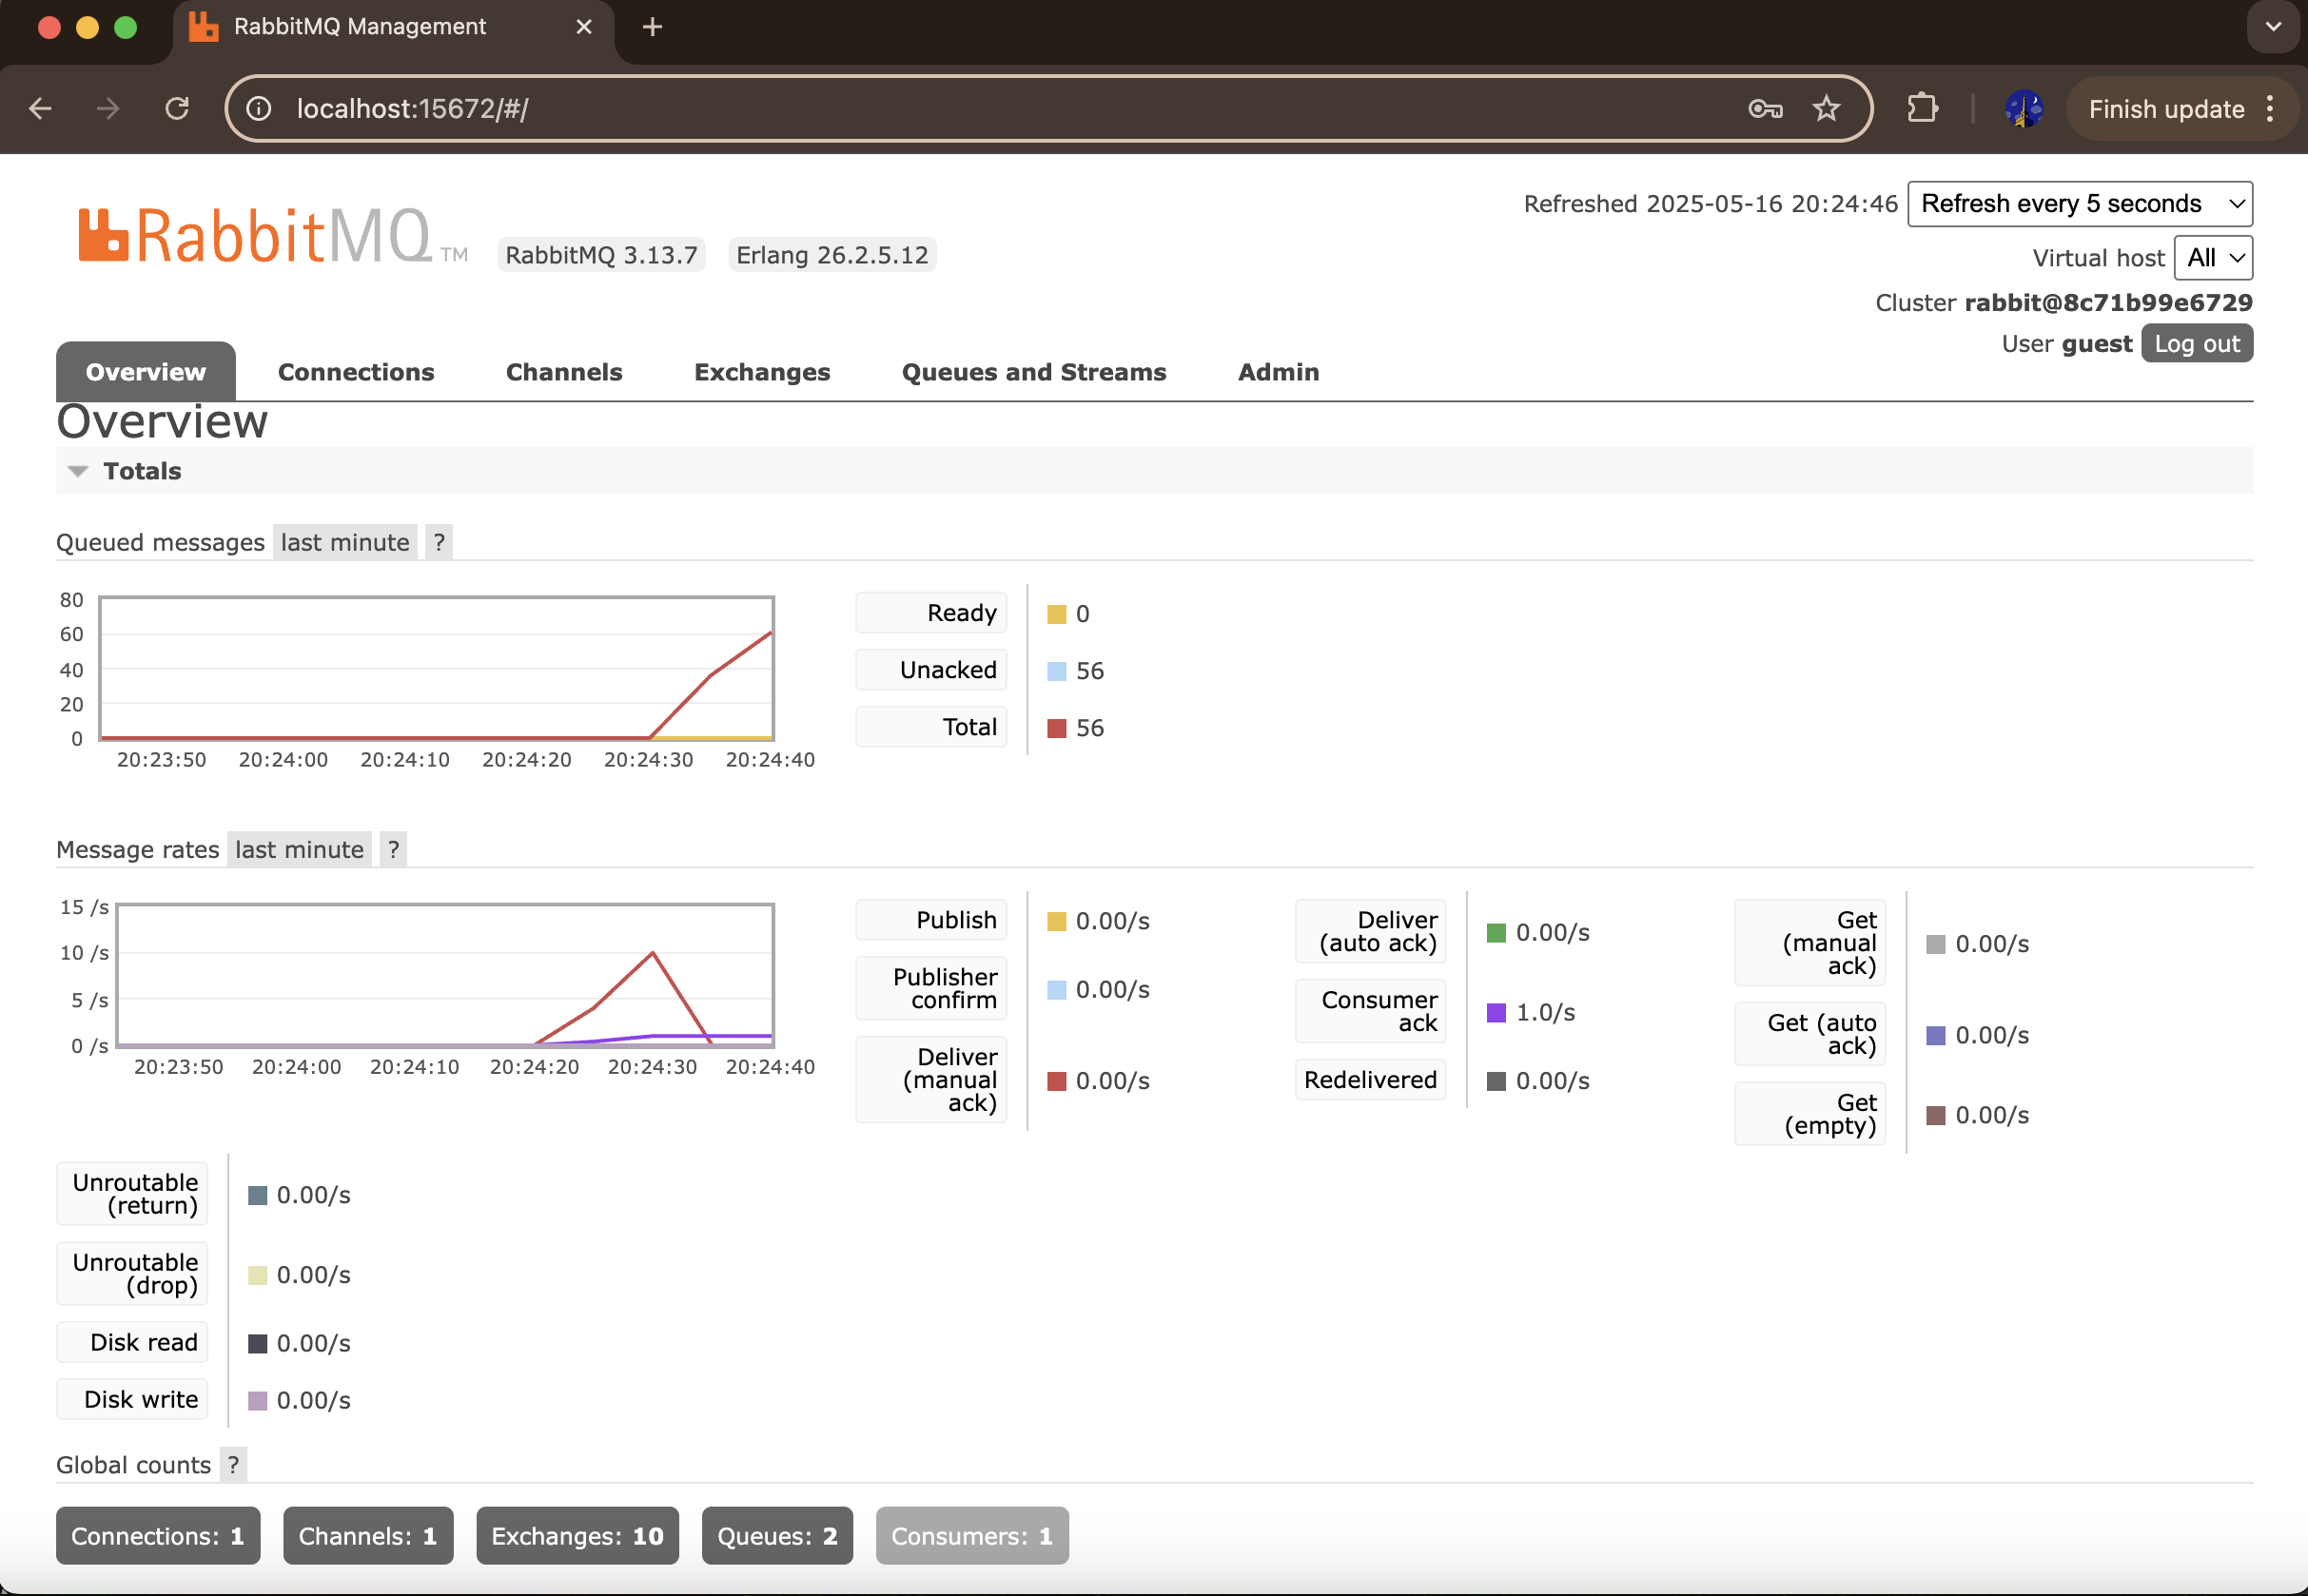 RabbitMQ Management
localhost:15672/#/
Finish update
Refreshed 2025-05-16 20:24:46 Refresh every 5 seconds
RabbitMQ TM RabbitMQ 3.13.7 Erlang 26.2.5.12
Virtual host All
Cluster rabbit@8c71b99e6729
User guest Log out
Overview Connections Channels Exchanges Queues and Streams Admin
Overview
Totals
Queued messages last minute ?
80
60
40
20
0
20:23:50 20:24:00 20:24:10 20:24:20 20:24:30 20:24:40
Ready 0
Unacked 56
Total 56
Message rates last minute ?
15 /s
10 /s
5 /s
0 /s
20:23:50 20:24:00 20:24:10 20:24:20 20:24:30 20:24:40
Publish 0.00/s
Publisher
confirm 0.00/s
Deliver
(manual
ack) 0.00/s
Deliver
(auto ack) 0.00/s
Consumer
ack 1.0/s
Redelivered 0.00/s
Get
(manual
ack) 0.00/s
Get (auto
ack) 0.00/s
Get
(empty) 0.00/s
Unroutable
(return) 0.00/s
Unroutable
(drop) 0.00/s
Disk read 0.00/s
Disk write 0.00/s
Global counts ?
Connections: 1 Channels: 1 Exchanges: 10 Queues: 2 Consumers: 1